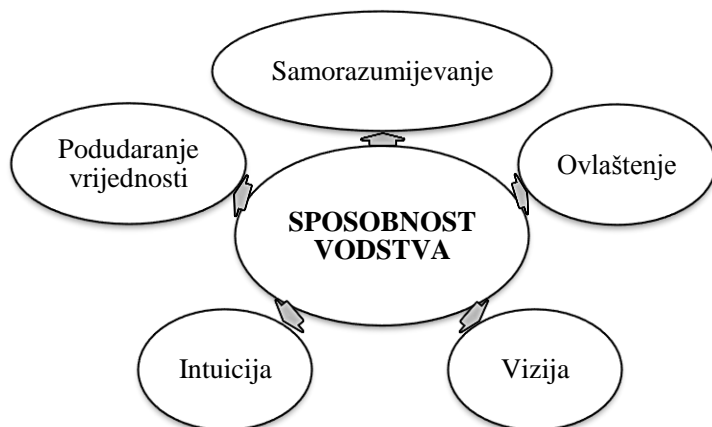 Samorazumijevanje
Podudaranje
vrijednosti
Ovlaštenje
SPOSOBNOST
VODSTVA
Intuicija
Vizija